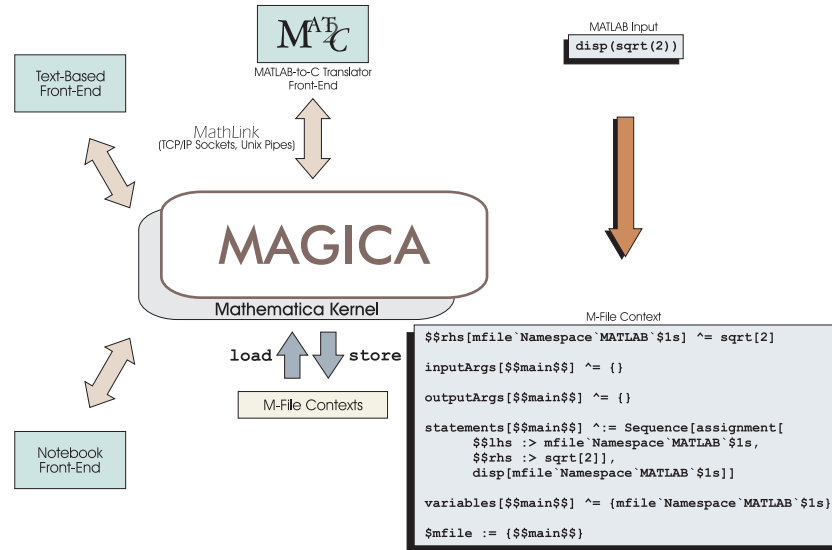 MAT2C
MATLAB-to-C Translator
Front-End
Text-Based
Front-End
MathLink
(TCP/IP Sockets, Unix Pipes)
MAGICA
Mathematica Kernel
load
store
M-File Contexts
Notebook
Front-End
MATLAB Input
disp(sqrt(2))
M-File Context
$$rhs[mfile`Namespace`MATLAB`$1s] ^= sqrt[2]
inputArgs[$$main$$] ^= {}
outputArgs[$$main$$] ^= {}
statements[$$main$$] ^:= Sequence[assignment[
$$lhs :> mfile`Namespace`MATLAB`$1s,
$$rhs :> sqrt[2]],
disp[mfile`Namespace`MATLAB`$1s]]
variables[$$main$$] ^= {mfile`Namespace`MATLAB`$1s}
$mfile := {$$main$$}